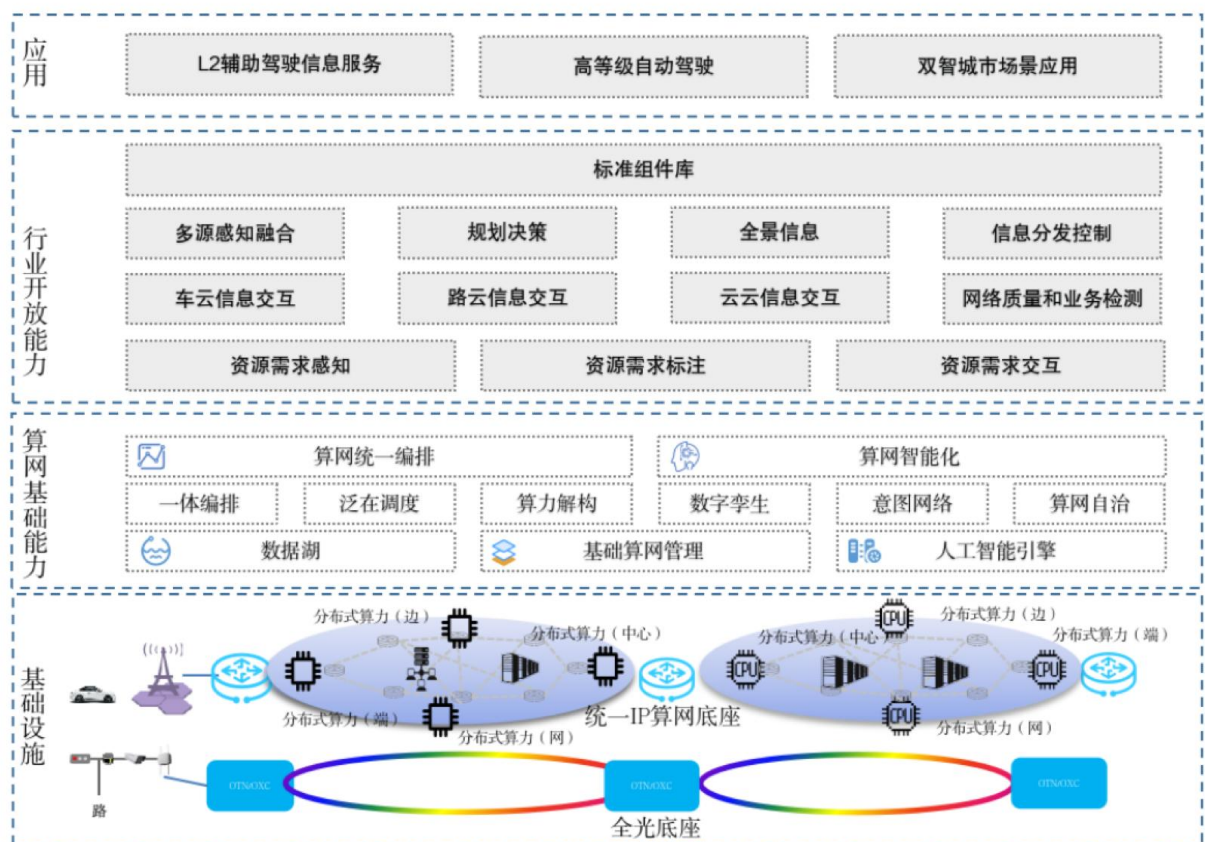 应用
L2辅助驾驶信息服务
高等级自动驾驶
双智城市场景应用
行业开放能力
标准组件库
多源感知融合
规划决策
全景信息
信息分发控制
车云信息交互
路云信息交互
云云信息交互
网络质量和业务检测
资源需求感知
资源需求标注
资源需求交互
算网基础能力
算网统一编排
算网智能化
一体编排
泛在调度
算力解构
数字孪生
意图网络
算网自治
数据湖
基础算网管理
人工智能引擎
基础设施
分布式算力（边）
分布式算力（中心）
分布式算力（端）
分布式算力（网）
统一IP算网底座
CPU
CPU
CPU
CPU
分布式算力（边）
分布式算力（中心）
分布式算力（端）
分布式算力（网）
路
OTN/OXC
OTN/OXC
OTN/OXC
全光底座